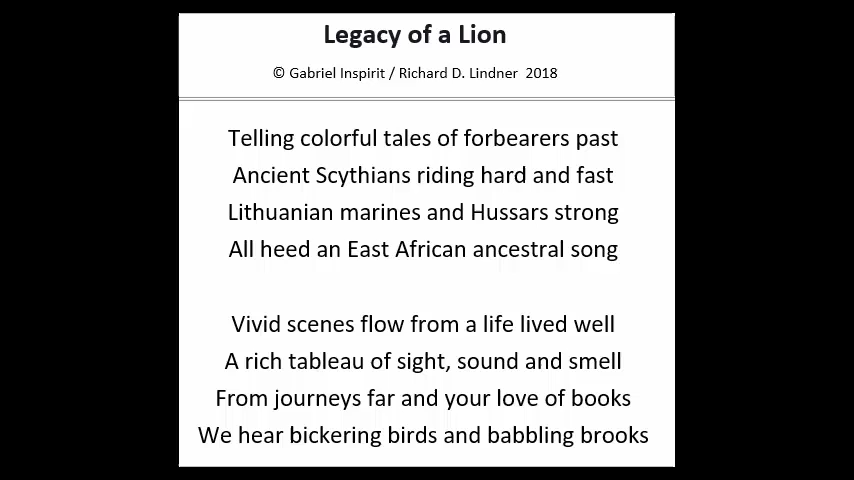 Legacy of a Lion
© Gabriel Inspirit / Richard D. Lindner 2018
Telling colorful tales of forbearers past
Ancient Scythians riding hard and fast
Lithuanian marines and Hussars strong
All heed an East African ancestral song
Vivid scenes flow from a life lived well
A rich tableau of sight, sound and smell
From journeys far and your love of books
We hear bickering birds and babbling brooks